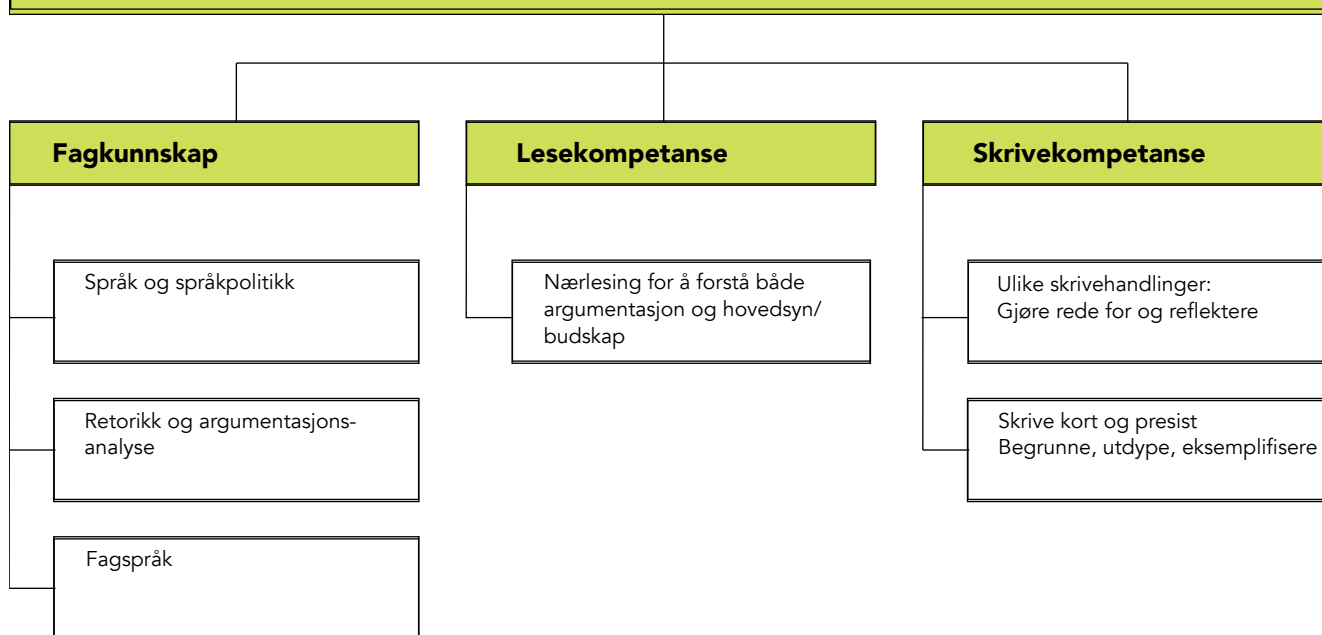 Fagkunnskap
Språk og språkpolitikk
Retorikk og argumentasjons-
analyse
Fagspråk
Lesekompetanse
Nærlesing for å forstå både
argumentasjon og hovedsyn/
budskap
Skrivekompetanse
Ulike skrivehandlinger:
Gjøre rede for og reflektere
Skrive kort og presist
Begrunne, utdype, eksemplifisere